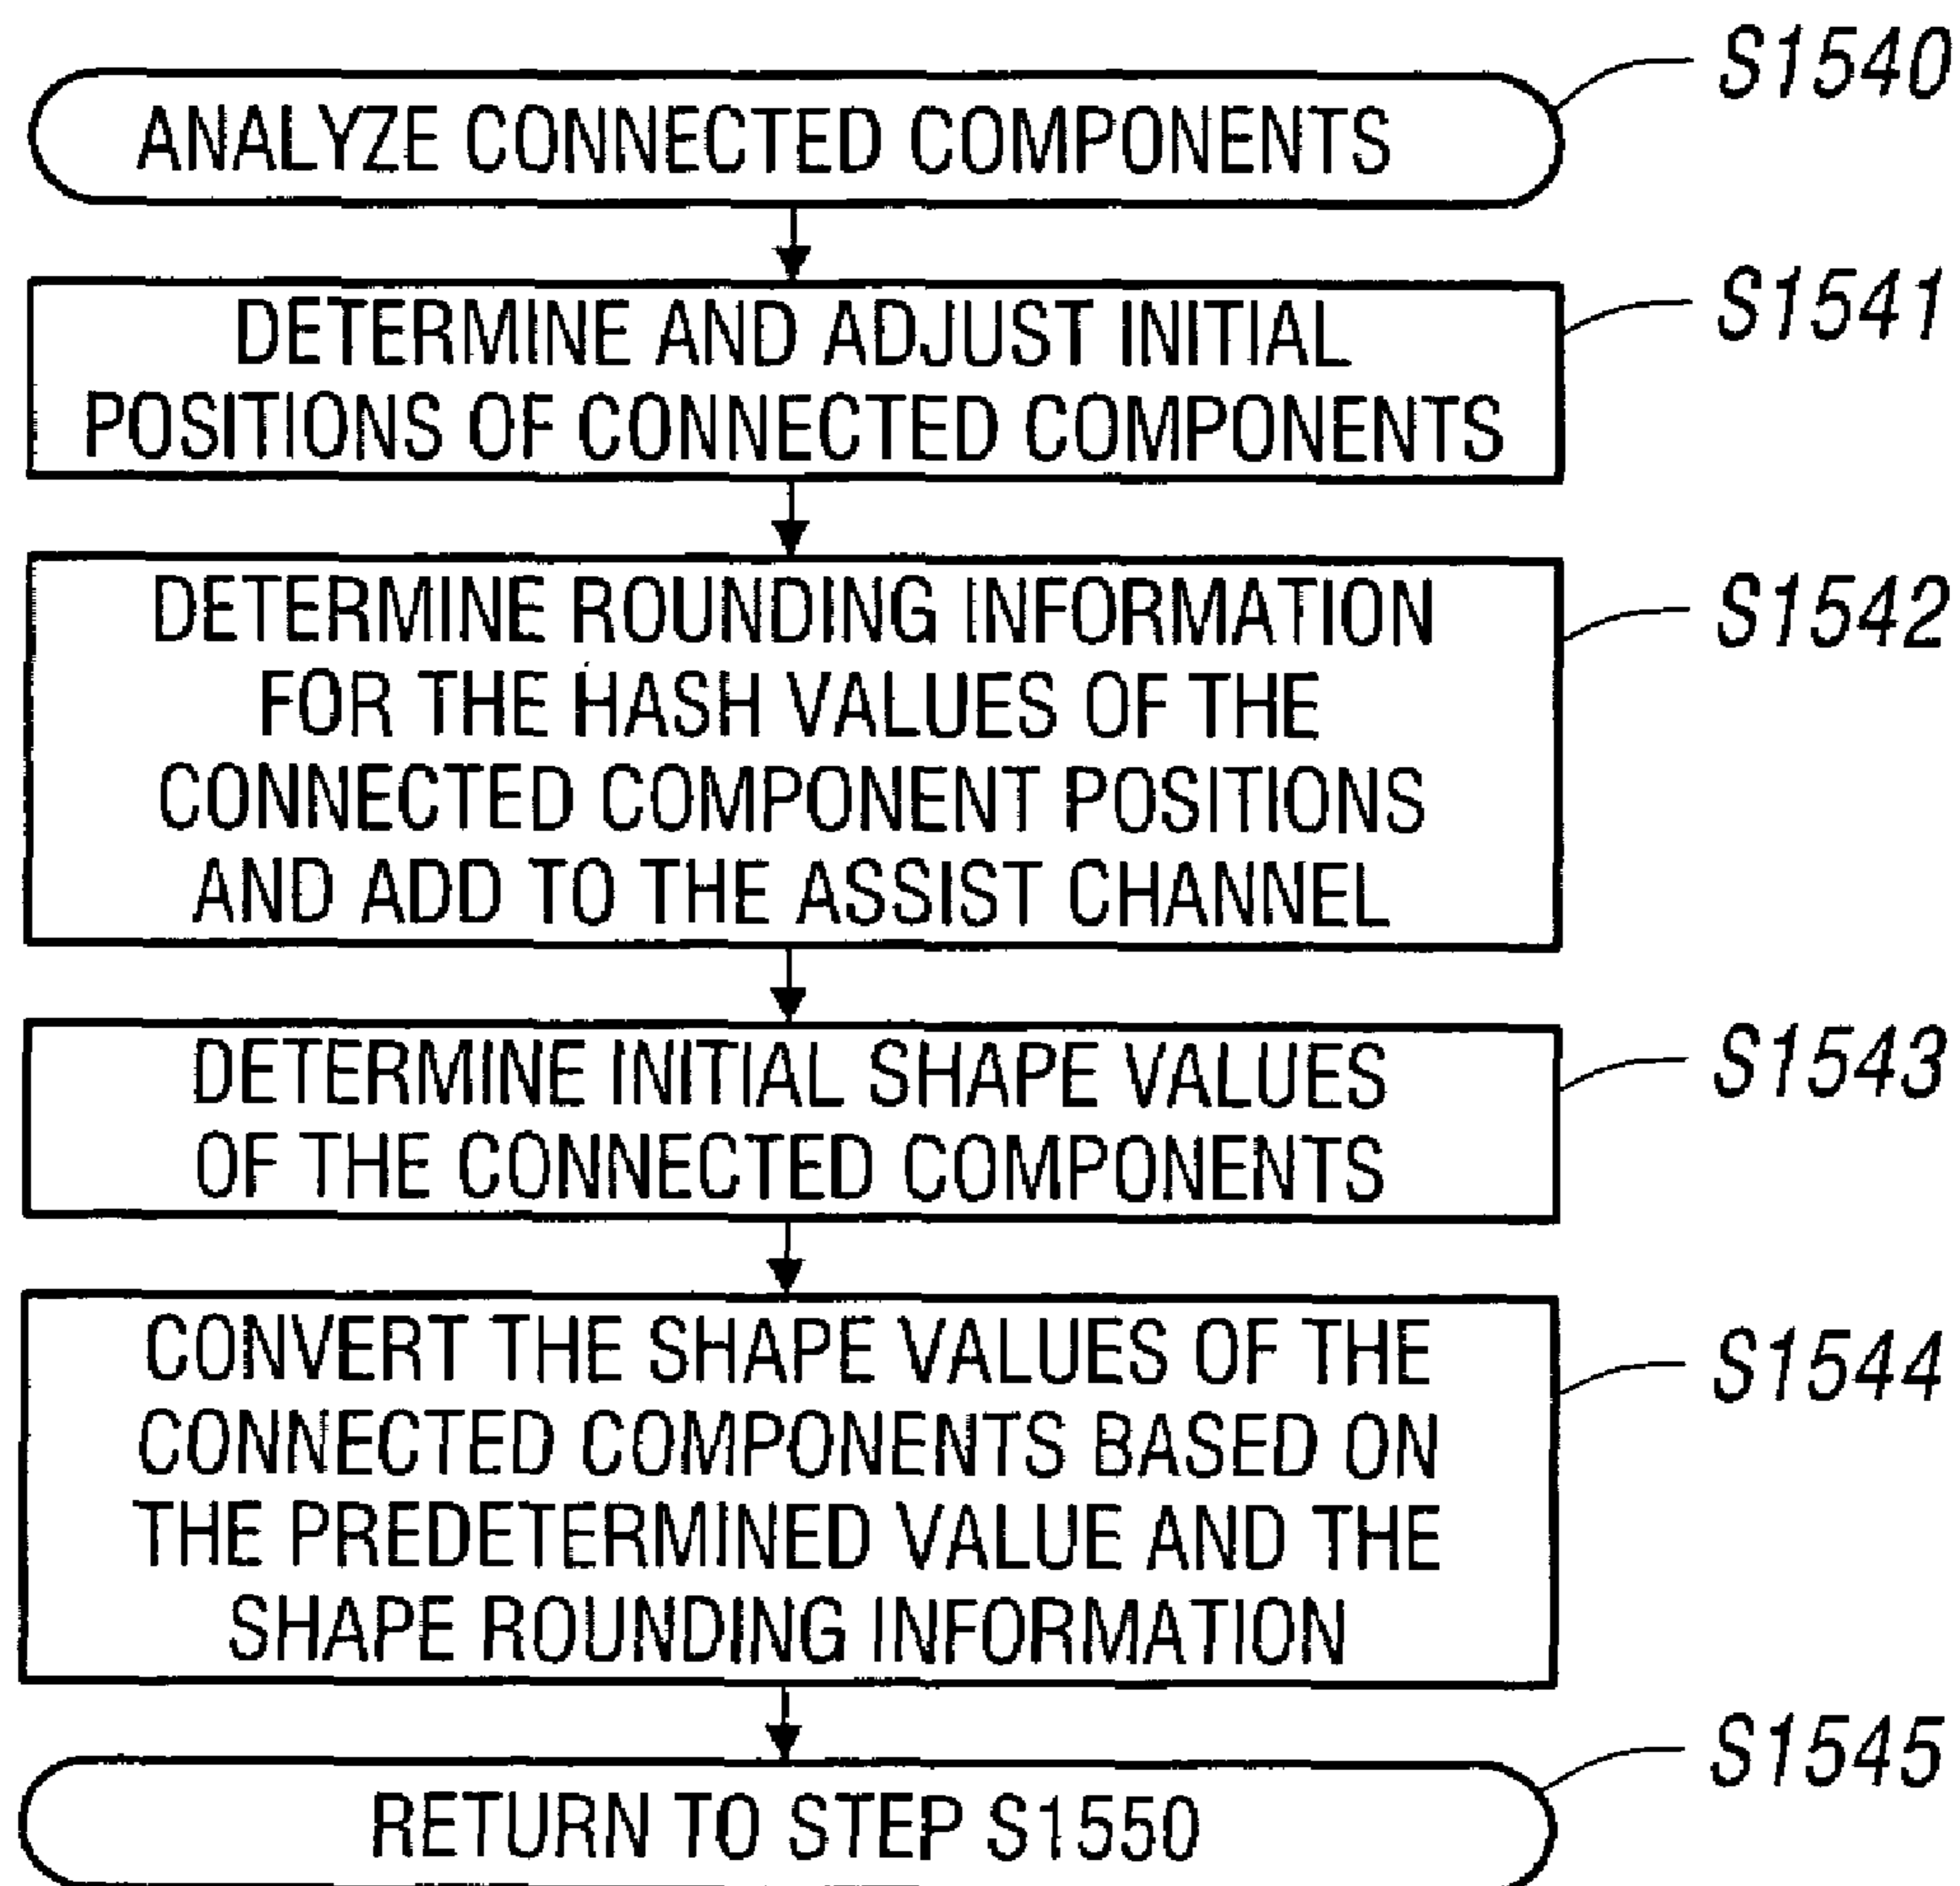 S1540
ANALYZE CONNECTED COMPONENTS
S1541
DETERMINE AND ADJUST INITIAL
POSITIONS OF CONNECTED COMPONENTS
S1542
DETERMINE ROUNDING INFORMATION
FOR THE HASH VALUES OF THE
CONNECTED COMPONENT POSITIONS
AND ADD TO THE ASSIST CHANNEL
S1543
DETERMINE INITIAL SHAPE VALUES
OF THE CONNECTED COMPONENTS
S1544
CONVERT THE SHAPE VALUES OF THE
CONNECTED COMPONENTS BASED ON
THE PREDETERMINED VALUE AND THE
SHAPE ROUNDING INFORMATION
S1545
RETURN TO STEP S1550